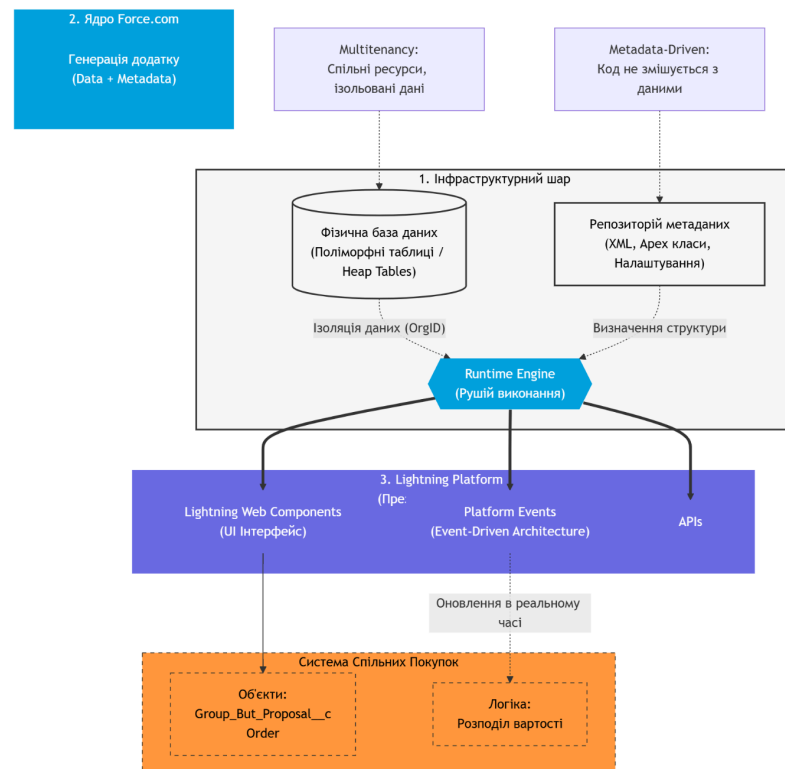 2. Ядро Force.com
Генерація додатку
(Data + Metadata)
Multitenancy:
Спільні ресурси,
ізольовані дані
Metadata-Driven:
Код не змішується з
даними
1. Інфраструктурний шар
Фізична база даних
(Поліморфні таблиці /
Heap Tables)
Репозиторій метаданих
(XML, Apex класи,
Налаштування)
Ізоляція даних (OrgID)
Визначення структури
Runtime Engine
(Рушій виконання)
3. Lightning Platform
(Пре
Lightning Web Components
(UI Інтерфейс)
Platform Events
(Event-Driven Architecture)
APIs
Оновлення в реальному
часі
Система Спільних Покупок
Об'єкти:
Group_But_Proposal__c
Order
Логіка:
Розподіл вартості